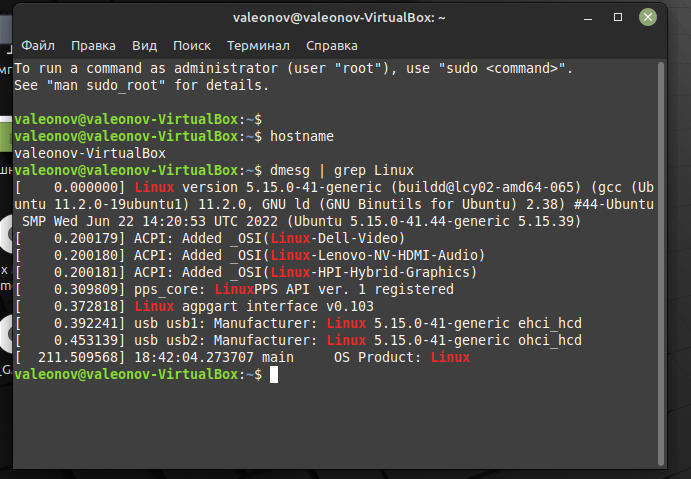 valeonov@valeonov-VirtualBox: ~
Файл Правка Вид Поиск Терминал Справка
To run a command as administrator (user "root"), use "sudo <command>".
See "man sudo_root" for details.
valeonov@valeonov-VirtualBox:~$
valeonov@valeonov-VirtualBox:~$ hostname
valeonov-VirtualBox
valeonov@valeonov-VirtualBox:~$ dmesg | grep Linux
[    0.000000] Linux version 5.15.0-41-generic (buildd@lcy02-amd64-065) (gcc (Ub
untu 11.2.0-19ubuntu1) 11.2.0, GNU ld (GNU Binutils for Ubuntu) 2.38) #44-Ubuntu
 SMP Wed Jun 22 14:20:53 UTC 2022 (Ubuntu 5.15.0-41.44-generic 5.15.39)
[    0.200179] ACPI: Added _OSI(Linux-Dell-Video)
[    0.200180] ACPI: Added _OSI(Linux-Lenovo-NV-HDMI-Audio)
[    0.200181] ACPI: Added _OSI(Linux-HPI-Hybrid-Graphics)
[    0.309809] pps_core: LinuxPPS API ver. 1 registered
[    0.372818] Linux agpgart interface v0.103
[    0.392241] usb usb1: Manufacturer: Linux 5.15.0-41-generic ehci_hcd
[    0.453139] usb usb2: Manufacturer: Linux 5.15.0-41-generic ohci_hcd
[  211.509568] 18:42:04.273707 main     OS Product: Linux
valeonov@valeonov-VirtualBox:~$